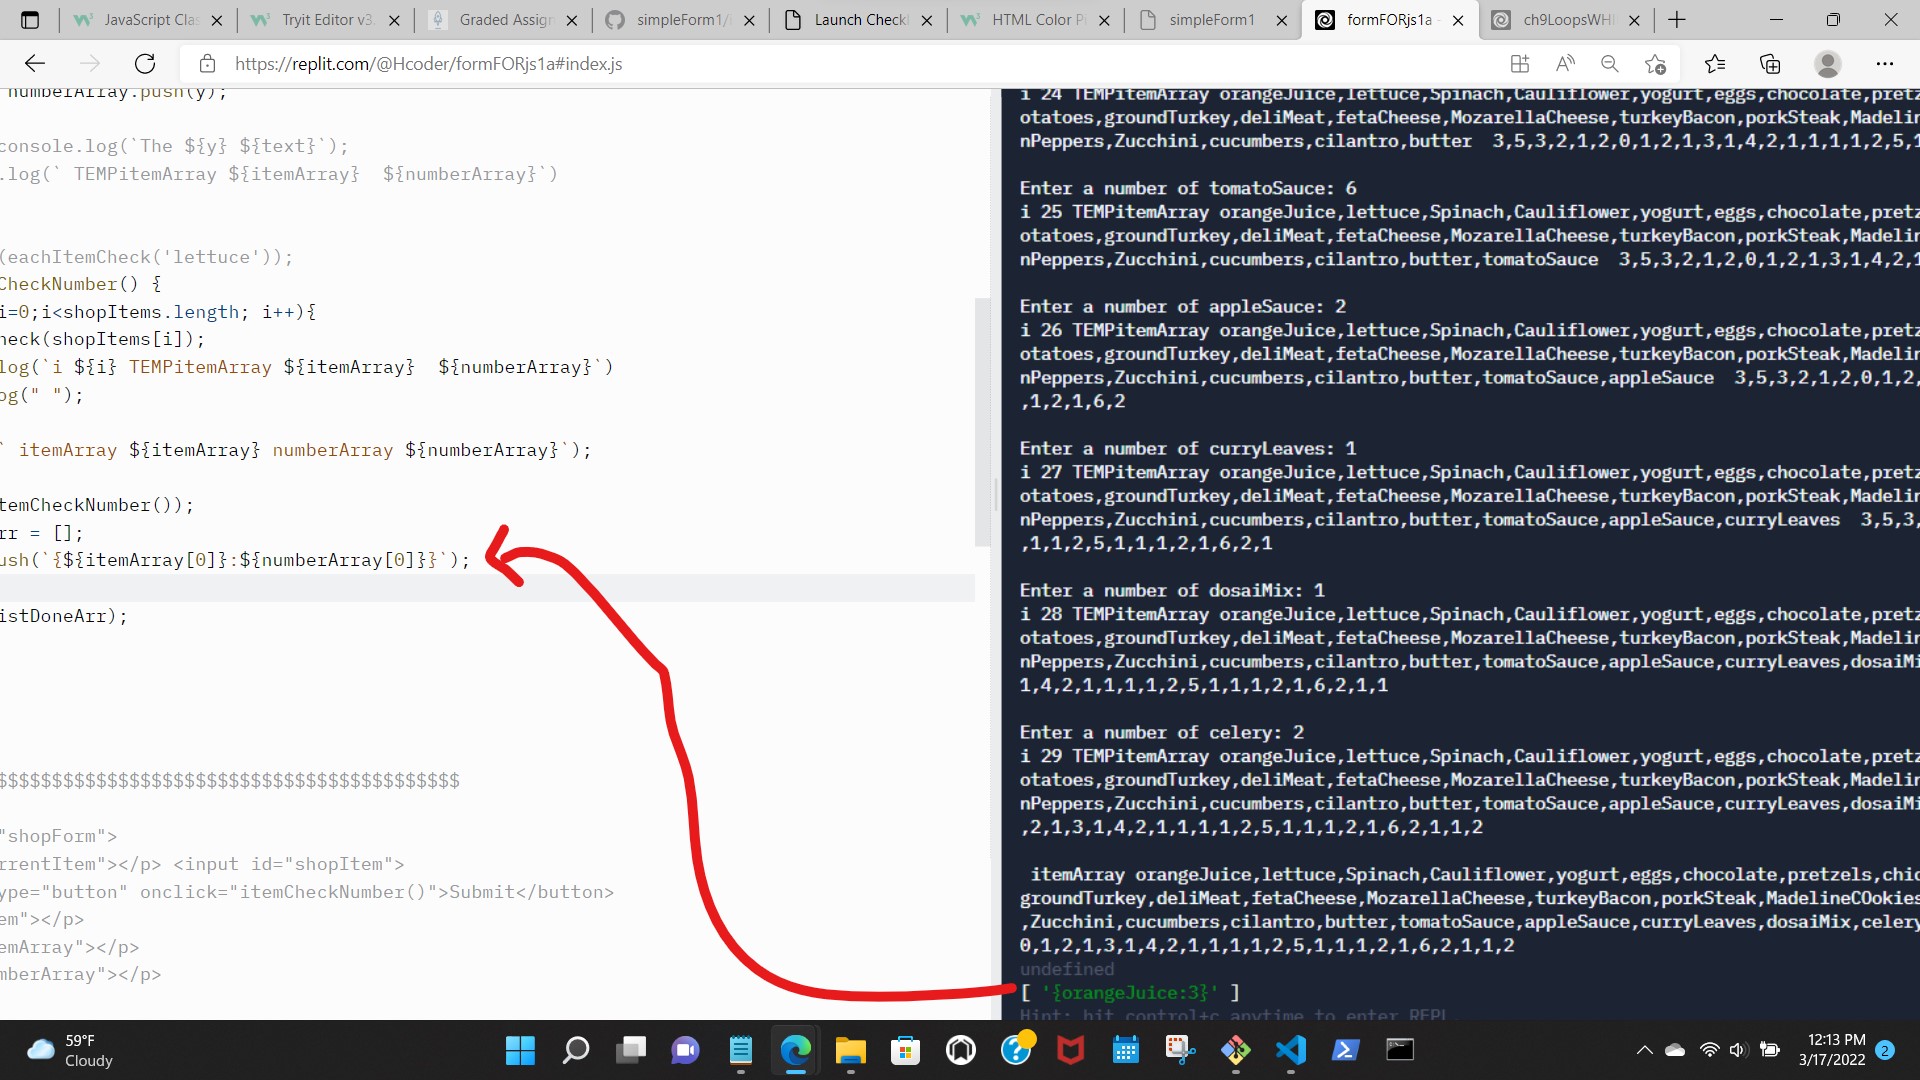 JavaScript Clas
Tryit Editor v3.
Graded Assign
simpleForm1/i
Launch Checkl
HTML Color Pi
simpleForm1
formFORjs1a -
ch9LoopsWHI
https://replit.com/@Hcoder/formFORjs1a#index.js
numberArray.push(y);
console.log(`The ${y} ${text}`);
.log(` TEMPitemArray ${itemArray}  ${numberArray}`)
(eachItemCheck('lettuce'));
CheckNumber() {
i=0;i<shopItems.length; i++){
heck(shopItems[i]);
log(`i ${i} TEMPitemArray ${itemArray}  ${numberArray}`)
og(" ");
` itemArray ${itemArray} numberArray ${numberArray}`);
temCheckNumber());
rr = [];
ush(`{${itemArray[0]}:${numberArray[0]}}`);
istDoneArr);
$$$$$$$$$$$$$$$$$$$$$$$$$$$$$$$$$$$$$$$$$$
"shopForm">
rrentItem"></p> <input id="shopItem">
ype="button" onclick="itemCheckNumber()">Submit</button>
em"></p>
emArray"></p>
mberArray"></p>
i 24 TEMPitemArray orangeJuice,lettuce,Spinach,Cauliflower,yogurt,eggs,chocolate,pretz
otatoes,groundTurkey,deliMeat,fetaCheese,MozarellaCheese,turkeyBacon,porkSteak,Madelin
nPeppers,Zucchini,cucumbers,cilantro,butter  3,5,3,2,1,2,0,1,2,1,3,1,4,2,1,1,1,1,2,5,1
Enter a number of tomatoSauce: 6
i 25 TEMPitemArray orangeJuice,lettuce,Spinach,Cauliflower,yogurt,eggs,chocolate,pretz
otatoes,groundTurkey,deliMeat,fetaCheese,MozarellaCheese,turkeyBacon,porkSteak,Madelin
nPeppers,Zucchini,cucumbers,cilantro,butter,tomatoSauce  3,5,3,2,1,2,0,1,2,1,3,1,4,2,1
Enter a number of appleSauce: 2
i 26 TEMPitemArray orangeJuice,lettuce,Spinach,Cauliflower,yogurt,eggs,chocolate,pretz
otatoes,groundTurkey,deliMeat,fetaCheese,MozarellaCheese,turkeyBacon,porkSteak,Madelin
nPeppers,Zucchini,cucumbers,cilantro,butter,tomatoSauce,appleSauce  3,5,3,2,1,2,0,1,2,
,1,2,1,6,2
Enter a number of curryLeaves: 1
i 27 TEMPitemArray orangeJuice,lettuce,Spinach,Cauliflower,yogurt,eggs,chocolate,pretz
otatoes,groundTurkey,deliMeat,fetaCheese,MozarellaCheese,turkeyBacon,porkSteak,Madelin
nPeppers,Zucchini,cucumbers,cilantro,butter,tomatoSauce,appleSauce,curryLeaves  3,5,3,
,1,1,2,5,1,1,1,2,1,6,2,1
Enter a number of dosaiMix: 1
i 28 TEMPitemArray orangeJuice,lettuce,Spinach,Cauliflower,yogurt,eggs,chocolate,pretz
otatoes,groundTurkey,deliMeat,fetaCheese,MozarellaCheese,turkeyBacon,porkSteak,Madelin
nPeppers,Zucchini,cucumbers,cilantro,butter,tomatoSauce,appleSauce,curryLeaves,dosaiMi
1,4,2,1,1,1,1,2,5,1,1,1,2,1,6,2,1,1
Enter a number of celery: 2
i 29 TEMPitemArray orangeJuice,lettuce,Spinach,Cauliflower,yogurt,eggs,chocolate,pretz
otatoes,groundTurkey,deliMeat,fetaCheese,MozarellaCheese,turkeyBacon,porkSteak,Madelin
nPeppers,Zucchini,cucumbers,cilantro,butter,tomatoSauce,appleSauce,curryLeaves,dosaiMi
,2,1,3,1,4,2,1,1,1,1,2,5,1,1,1,2,1,6,2,1,1,2
itemArray orangeJuice,lettuce,Spinach,Cauliflower,yogurt,eggs,chocolate,pretzels,chic
groundTurkey,deliMeat,fetaCheese,MozarellaCheese,turkeyBacon,porkSteak,MadelineCOokies
,Zucchini,cucumbers,cilantro,butter,tomatoSauce,appleSauce,curryLeaves,dosaiMix,celery
0,1,2,1,3,1,4,2,1,1,1,1,2,5,1,1,1,2,1,6,2,1,1,2
undefined
[ '{orangeJuice:3}' ]
Hint: hit control+c anytime to enter REPL.
59°F
Cloudy
12:13 PM
3/17/2022
2